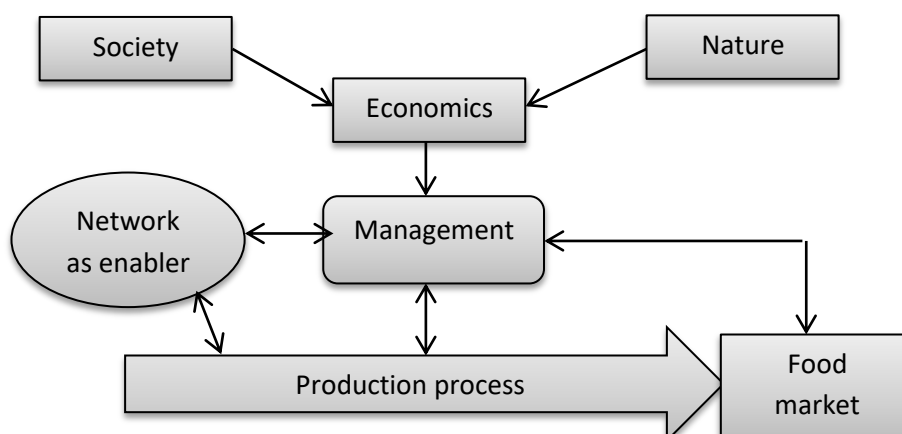 Society
Nature
Economics
Network
as enabler
Management
Production process
Food
market